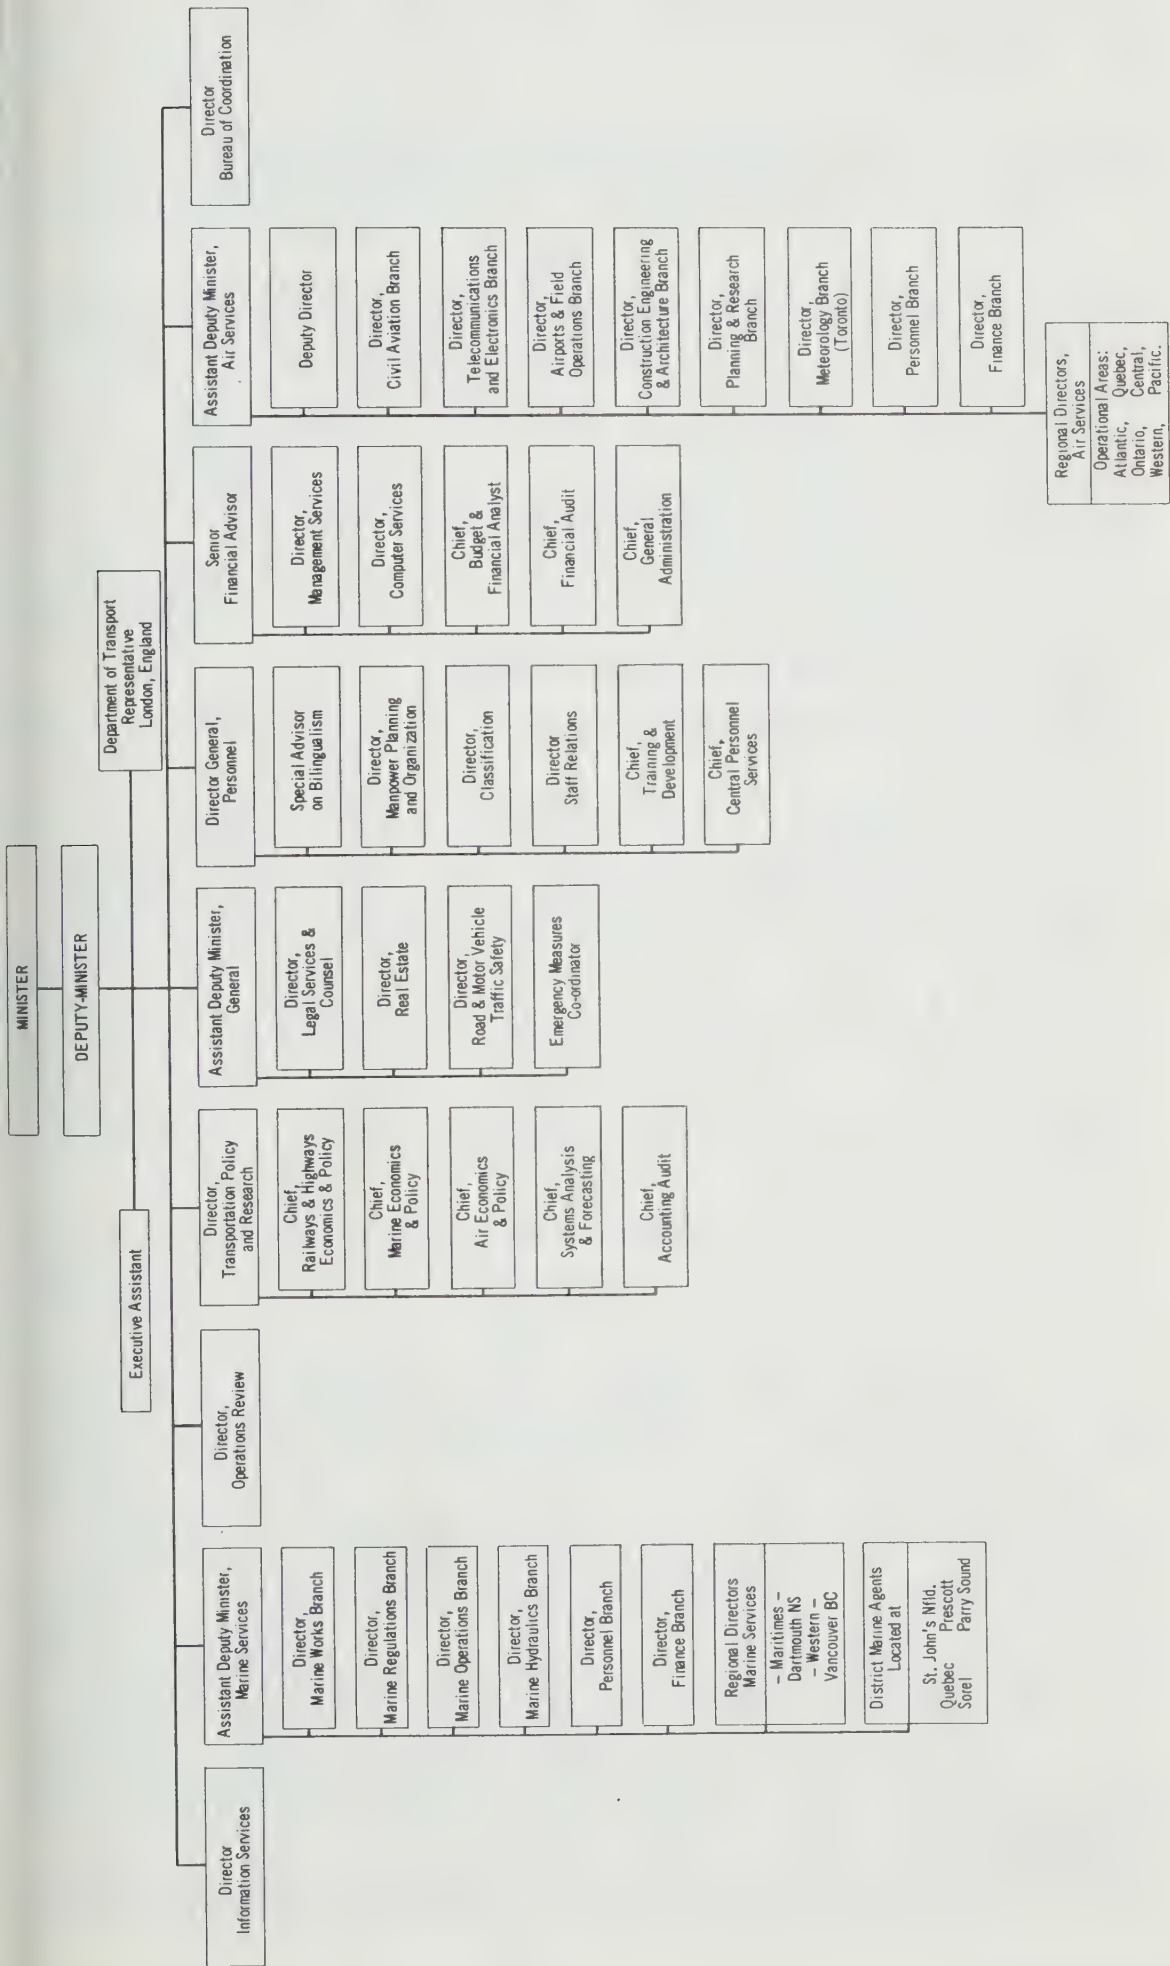 MINISTER
DEPUTY-MINISTER
Executive Assistant
Department of Transport
Representative
London, England
Director
Information Services
Assistant Deputy Minister,
Marine Services
Director,
Marine Works Branch
Director,
Marine Regulations Branch
Director,
Marine Operations Branch
Director,
Marine Hydraulics Branch
Director,
Personnel Branch
Director,
Finance Branch
Regional Directors
Marine Services
– Maritimes –
Dartmouth NS
– Western –
Vancouver BC
District Marine Agents
Located at
St. John's Nfld.
Quebec Prescott
Sorel Parry Sound
Director,
Operations Review
Director,
Transportation Policy
and Research
Chief,
Railways & Highways
Economics & Policy
Chief,
Marine Economics
& Policy
Chief,
Air Economics
& Policy
Chief,
Systems Analysis
& Forecasting
Chief,
Accounting Audit
Assistant Deputy Minister,
General
Director,
Legal Services &
Counsel
Director,
Real Estate
Director,
Road & Motor Vehicle
Traffic Safety
Emergency Measures
Co-ordinator
Director General,
Personnel
Special Advisor
on Bilingualism
Director,
Manpower Planning
and Organization
Director,
Classification
Director
Staff Relations
Chief,
Training &
Development
Chief,
Central Personnel
Services
Senior
Financial Advisor
Director,
Management Services
Director,
Computer Services
Chief,
Budget &
Financial Analyst
Chief,
Financial Audit
Chief,
General
Administration
Assistant Deputy Minister,
Air Services
Deputy Director
Director,
Civil Aviation Branch
Director,
Telecommunications
and Electronics Branch
Director,
Airports & Field
Operations Branch
Director,
Construction Engineering
& Architecture Branch
Director,
Planning & Research
Branch
Director,
Meteorology Branch
(Toronto)
Director,
Personnel Branch
Director,
Finance Branch
Regional Directors,
Air Services
Operational Areas:
Atlantic, Quebec,
Ontario, Central,
Western, Pacific.
Director
Bureau of Coordination